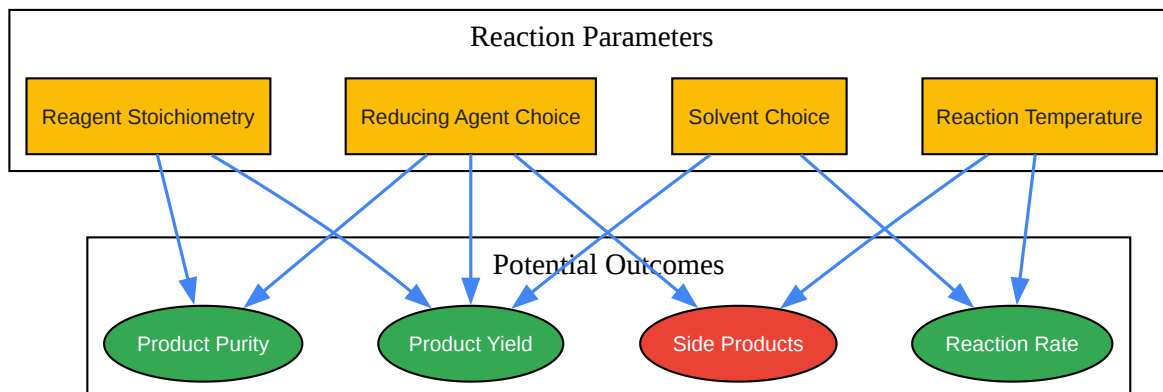 Reaction Parameters
Reagent Stoichiometry
Reducing Agent Choice
Solvent Choice
Reaction Temperature
Potential Outcomes
Product Purity
Product Yield
Side Products
Reaction Rate